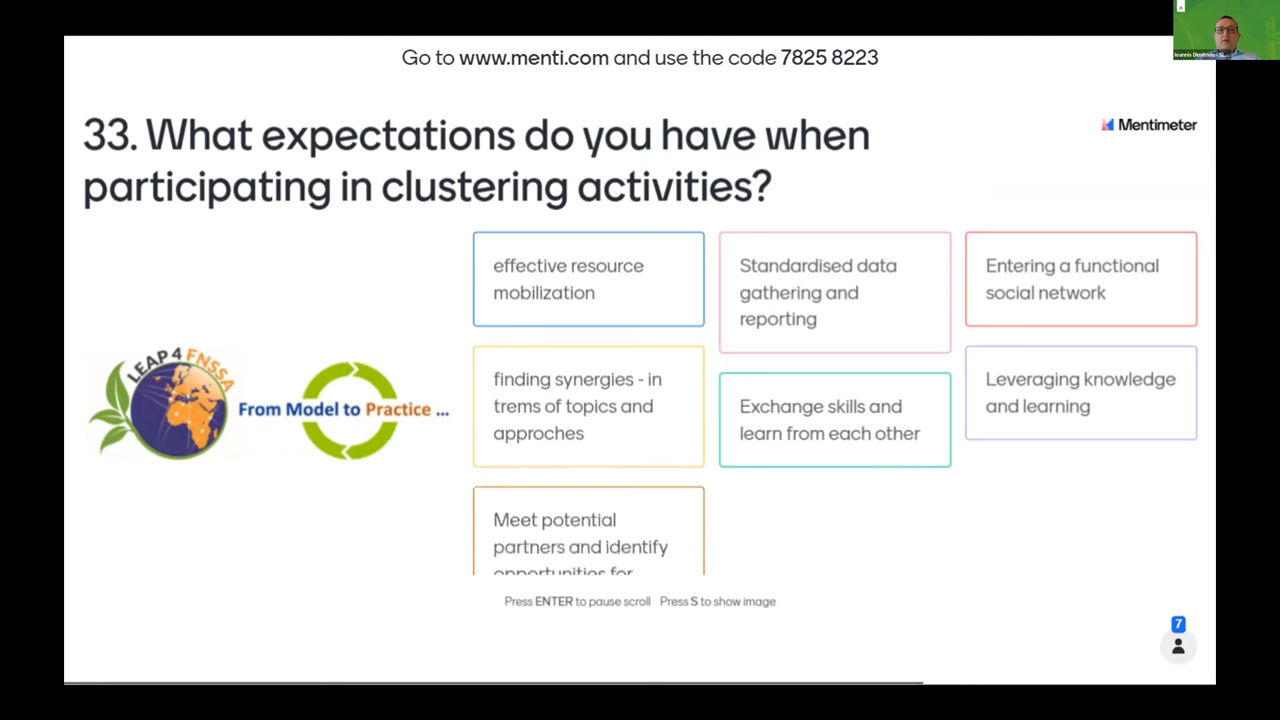 Go to www.menti.com and use the code 7825 8223
33. What expectations do you have when
participating in clustering activities?
Mentimeter
effective resource
mobilization
Standardised data
gathering and
reporting
Entering a functional
social network
finding synergies - in
trems of topics and
approches
Exchange skills and
learn from each other
Leveraging knowledge
and learning
Meet potential
partners and identify
opportunities for
LEAP4FNSSA
From Model to Practice ...
Press ENTER to pause scroll Press S to show image
7